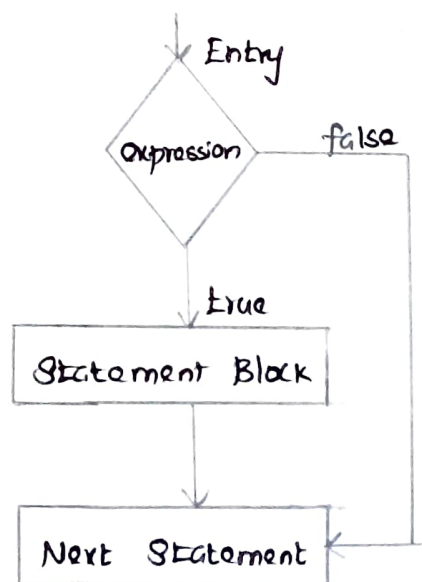 Entry
expression
false
true
Statement Block
Next Statement